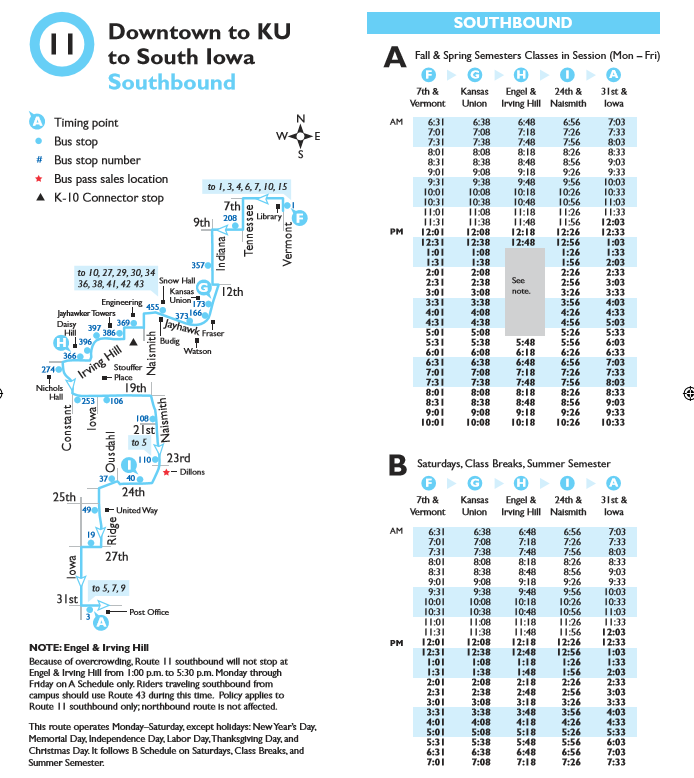 11
Downtown to KU
to South Iowa
Southbound
A Timing point
Bus stop
# Bus stop number
Bus pass sales location
K-10 Connector stop
N
W E
S
to 1, 3, 4, 6, 7, 10, 15
7th
Library
1
F
9th
208
Tennessee
Vermont
Indiana
357
to 10, 27, 29, 30, 34
36, 38, 41, 42 43
Snow Hall
Kansas
Union
G
12th
Engineering
455
173
166
373
Jayhawker Towers
369
Jayhawk
Fraser
Daisy
Hill
397
386
Budig
Watson
H
396
366
Irving Hill
Naismith
274
Stouffer
Place
Nichols
Hall
19th
253
106
Constant
Iowa
Naismith
108
21st
to 5
Ousdahl
I
110
23rd
Dillons
37
40
24th
25th
49
United Way
19
Ridge
27th
Iowa
to 5, 7, 9
31st
3
Post Office
A
NOTE: Engel & Irving Hill
Because of overcrowding, Route 11 southbound will not stop at
Engel & Irving Hill from 1:00 p.m. to 5:30 p.m. Monday through
Friday on A Schedule only. Riders traveling southbound from
campus should use Route 43 during this time. Policy applies to
Route 11 southbound only; northbound route is not affected.
This route operates Monday–Saturday, except holidays: New Year's Day,
Memorial Day, Independence Day, Labor Day, Thanksgiving Day, and
Christmas Day. It follows B Schedule on Saturdays, Class Breaks, and
Summer Semester.
SOUTHBOUND
A Fall & Spring Semesters Classes in Session (Mon – Fri)
F G H I A
7th & Kansas Engel & 24th & 31st &
Vermont Union Irving Hill Naismith Iowa
AM 6:31 6:38 6:48 6:56 7:03
7:01 7:08 7:18 7:26 7:33
7:31 7:38 7:48 7:56 8:03
8:01 8:08 8:18 8:26 8:33
8:31 8:38 8:48 8:56 9:03
9:01 9:08 9:18 9:26 9:33
9:31 9:38 9:48 9:56 10:03
10:01 10:08 10:18 10:26 10:33
10:31 10:38 10:48 10:56 11:03
11:01 11:08 11:18 11:26 11:33
11:31 11:38 11:48 11:56 12:03
PM 12:01 12:08 12:18 12:26 12:33
12:31 12:38 12:48 12:56 1:03
1:01 1:08 1:26 1:33
1:31 1:38 1:56 2:03
2:01 2:08 2:26 2:33
2:31 2:38 See 2:56 3:03
3:01 3:08 note. 3:26 3:33
3:31 3:38 3:56 4:03
4:01 4:08 4:26 4:33
4:31 4:38 4:56 5:03
5:01 5:08 5:26 5:33
5:31 5:38 5:48 5:56 6:03
6:01 6:08 6:18 6:26 6:33
6:31 6:38 6:48 6:56 7:03
7:01 7:08 7:18 7:26 7:33
7:31 7:38 7:48 7:56 8:03
8:01 8:08 8:18 8:26 8:33
8:31 8:38 8:48 8:56 9:03
9:01 9:08 9:18 9:26 9:33
10:01 10:08 10:18 10:26 10:33
B Saturdays, Class Breaks, Summer Semester
F G H I A
7th & Kansas Engel & 24th & 31st &
Vermont Union Irving Hill Naismith Iowa
AM 6:31 6:38 6:48 6:56 7:03
7:01 7:08 7:18 7:26 7:33
7:31 7:38 7:48 7:56 8:03
8:01 8:08 8:18 8:26 8:33
8:31 8:38 8:48 8:56 9:03
9:01 9:08 9:18 9:26 9:33
9:31 9:38 9:48 9:56 10:03
10:01 10:08 10:18 10:26 10:33
10:31 10:38 10:48 10:56 11:03
11:01 11:08 11:18 11:26 11:33
11:31 11:38 11:48 11:56 12:03
PM 12:01 12:08 12:18 12:26 12:33
12:31 12:38 12:48 12:56 1:03
1:01 1:08 1:18 1:26 1:33
1:31 1:38 1:48 1:56 2:03
2:01 2:08 2:18 2:26 2:33
2:31 2:38 2:48 2:56 3:03
3:01 3:08 3:18 3:26 3:33
3:31 3:38 3:48 3:56 4:03
4:01 4:08 4:18 4:26 4:33
5:01 5:08 5:18 5:26 5:33
5:31 5:38 5:48 5:56 6:03
6:31 6:38 6:48 6:56 7:03
7:01 7:08 7:18 7:26 7:33